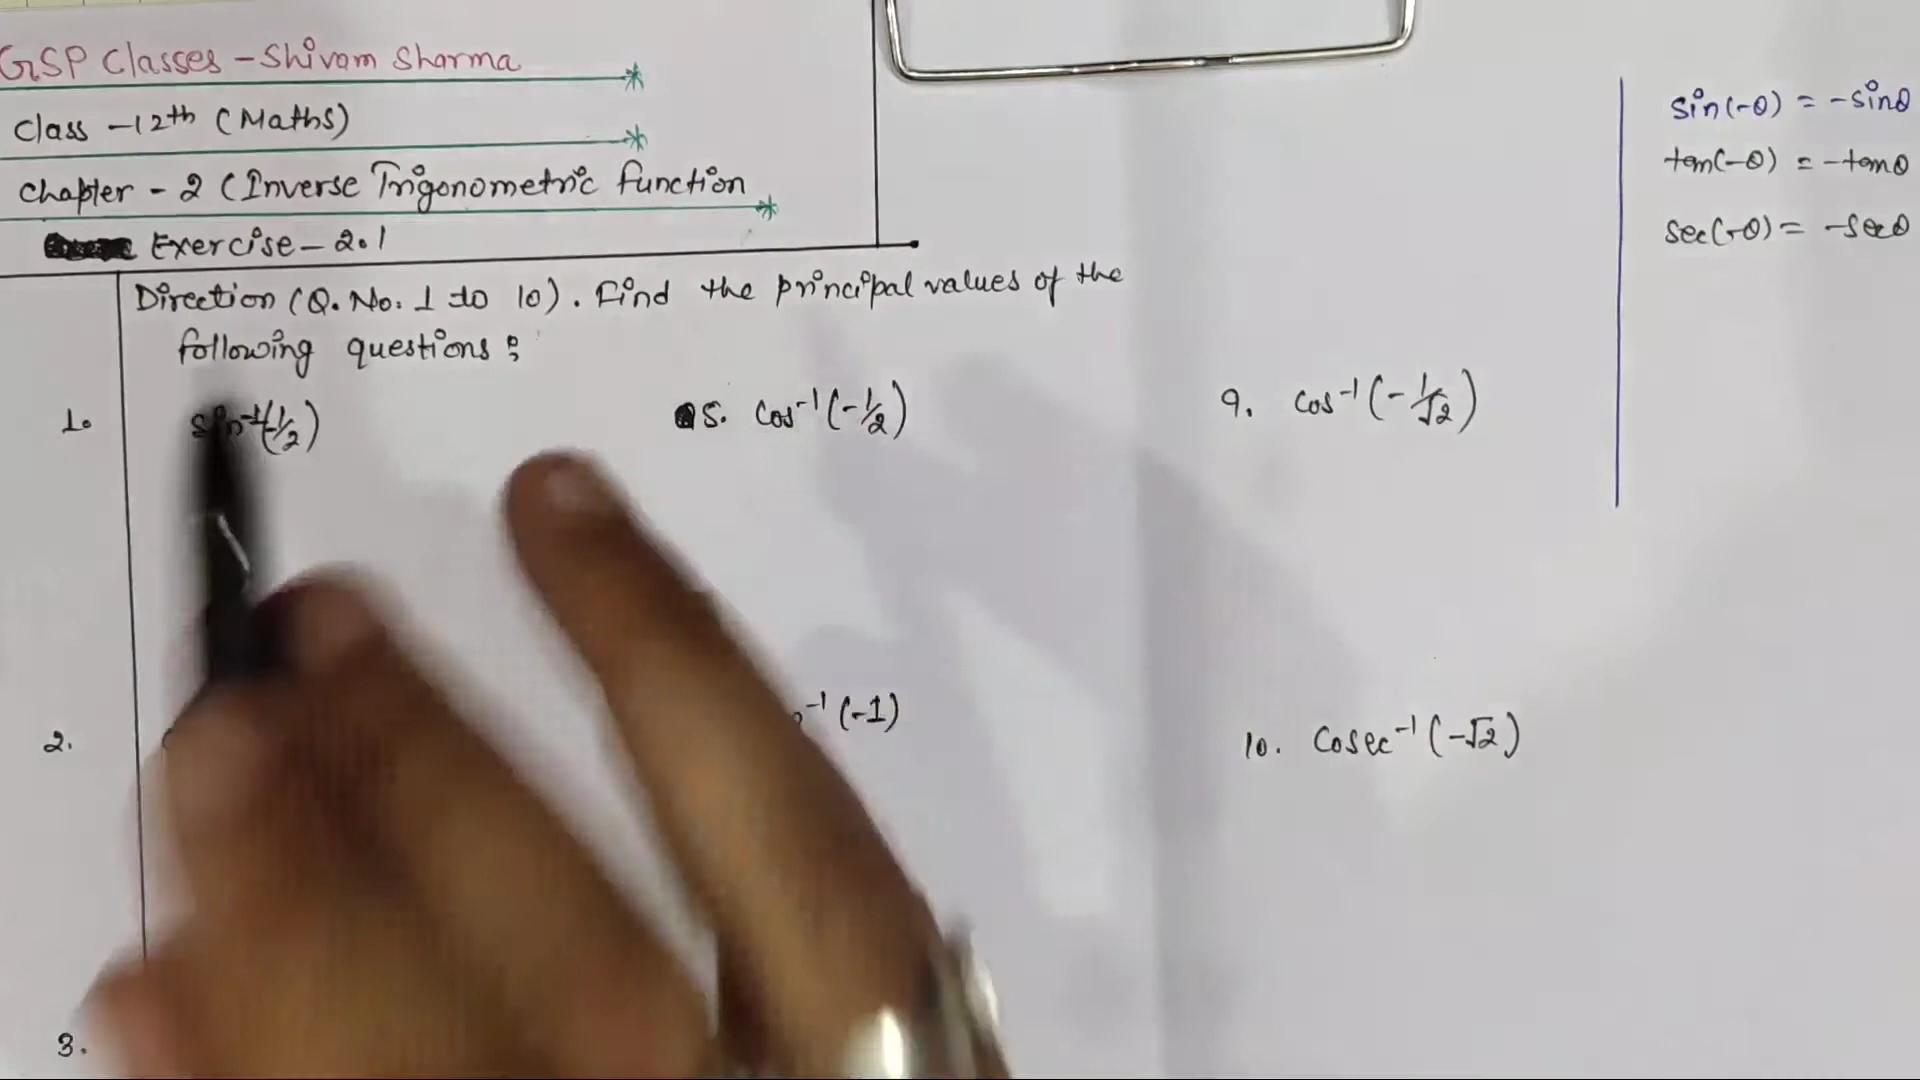 GSP Classes - Shivam Sharma
Class - 12th (Maths)
Chapter - 2 (Inverse Trigonometric function
Exercise - 2.1
Direction (Q. No. 1 to 10). Find the principal values of the
following questions :
1. sin⁻¹(-1/2)
5. Cos⁻¹(-1/2)
9. Cos⁻¹(-1/√2)
2.
⁻¹(-1)
10. Cosec⁻¹(-√2)
3.
sin(-θ) = -sinθ
tan(-θ) = -tanθ
sec(-θ) = -secθ